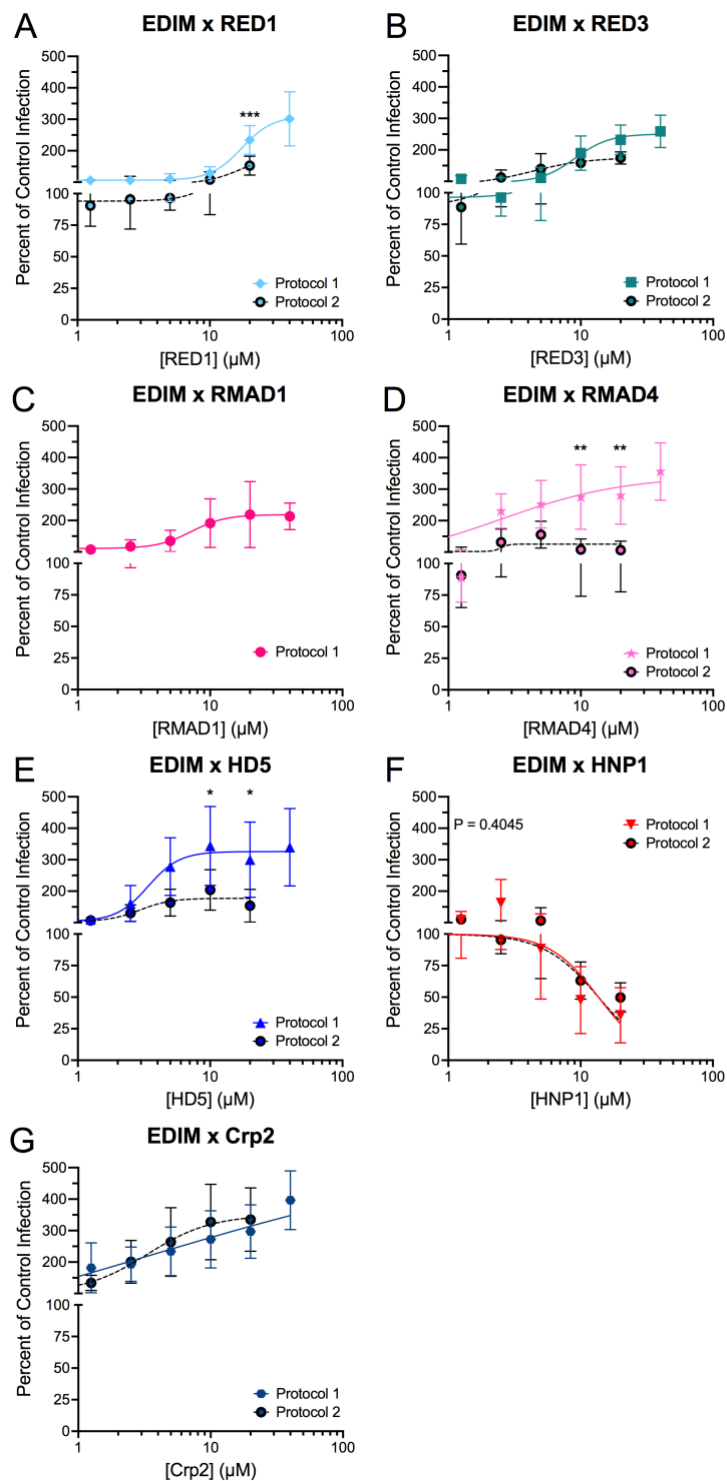 A
EDIM x RED1
Percent of Control Infection
500
400
300
200
100
75
50
25
0
***
Protocol 1
Protocol 2
1
10
100
[RED1] (µM)
B
EDIM x RED3
Percent of Control Infection
500
400
300
200
100
75
50
25
0
Protocol 1
Protocol 2
1
10
100
[RED3] (µM)
C
EDIM x RMAD1
Percent of Control Infection
500
400
300
200
100
75
50
25
0
Protocol 1
1
10
100
[RMAD1] (µM)
D
EDIM x RMAD4
Percent of Control Infection
500
400
300
200
100
75
50
25
0
**
**
Protocol 1
Protocol 2
1
10
100
[RMAD4] (µM)
E
EDIM x HD5
Percent of Control Infection
500
400
300
200
100
75
50
25
0
*
*
Protocol 1
Protocol 2
1
10
100
[HD5] (µM)
F
EDIM x HNP1
Percent of Control Infection
500
400
300
200
100
75
50
25
0
P = 0.4045
Protocol 1
Protocol 2
1
10
100
[HNP1] (µM)
G
EDIM x Crp2
Percent of Control Infection
500
400
300
200
100
75
50
25
0
Protocol 1
Protocol 2
1
10
100
[Crp2] (µM)